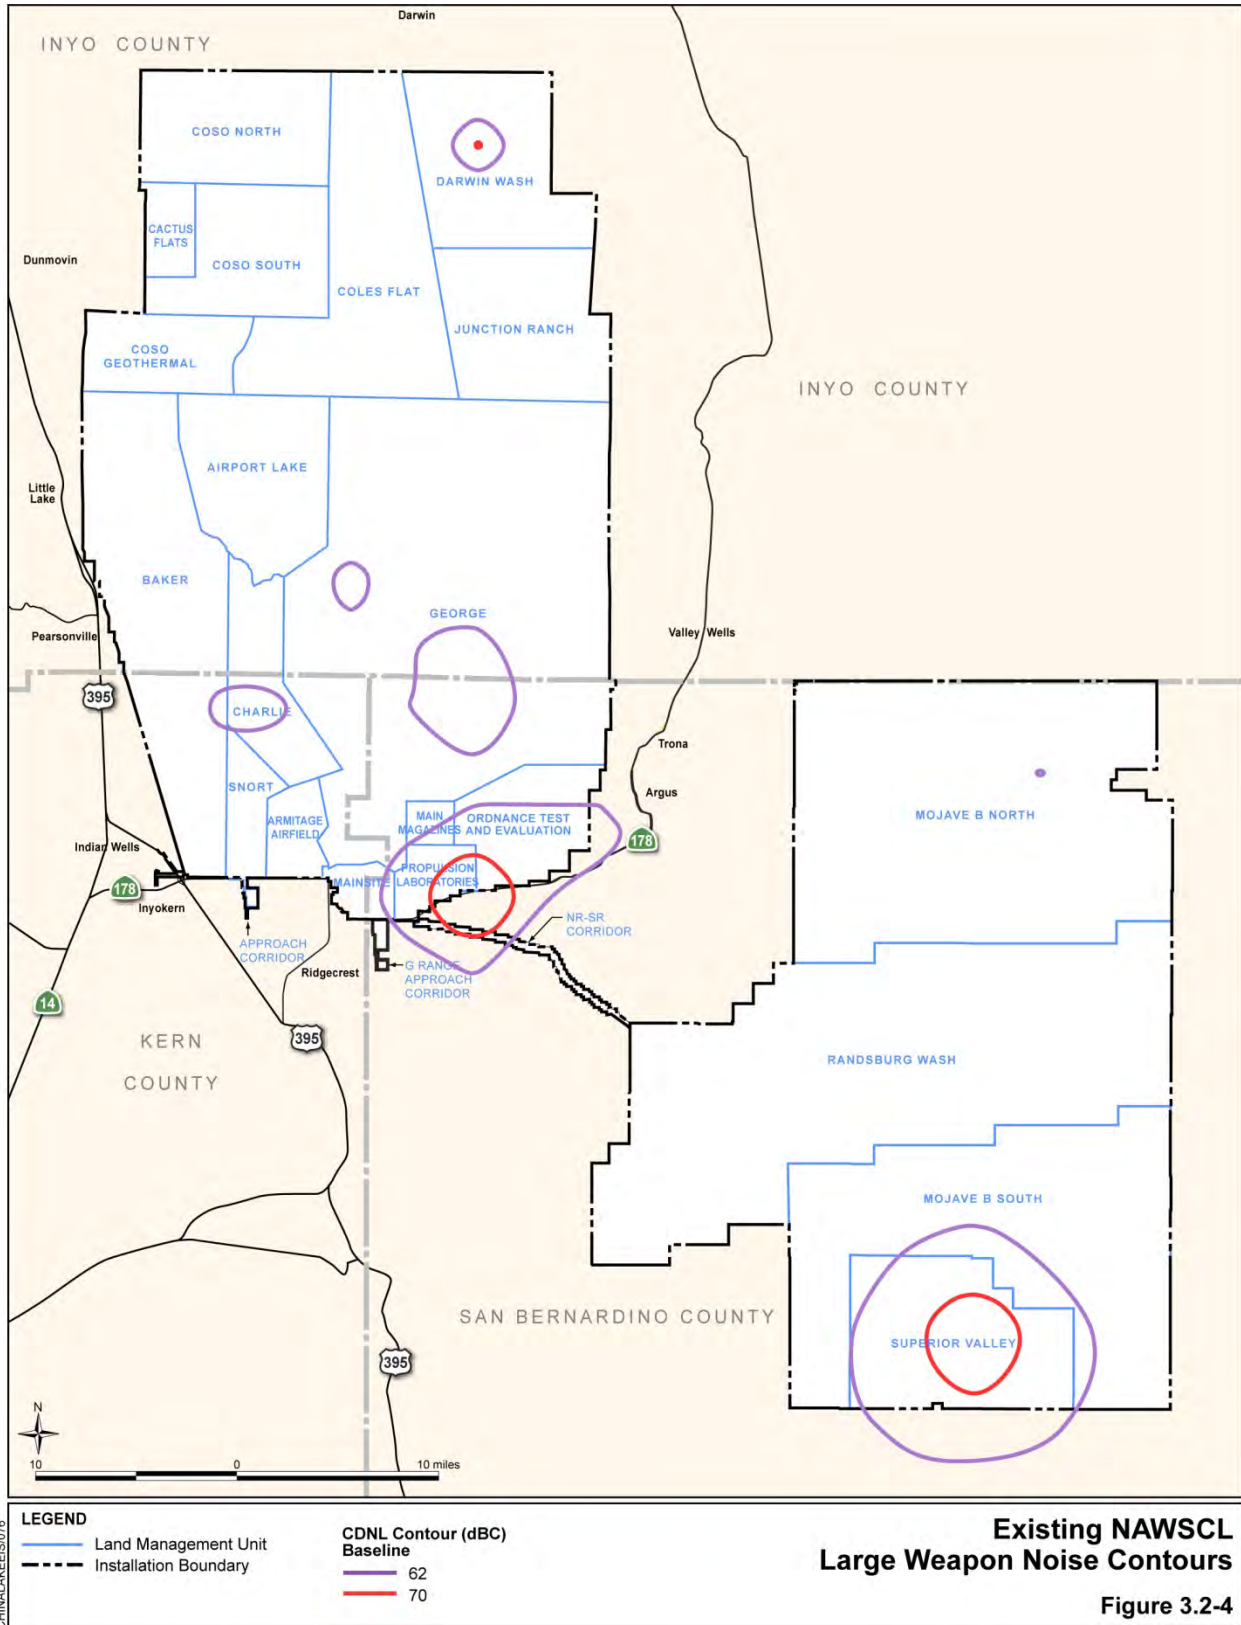 Darwin
INYO COUNTY
COSO NORTH
DARWIN WASH
CACTUS
FLATS
Dunmovin
COSO SOUTH
COLES FLAT
JUNCTION RANCH
COSO
GEOTHERMAL
INYO COUNTY
AIRPORT LAKE
Little
Lake
BAKER
GEORGE
Pearsonville
Valley Wells
395
CHARLIE
Trona
SNORT
Argus
MAIN
MAGAZINES
ORDNANCE TEST
AND EVALUATION
MOJAVE B NORTH
ARMITAGE
AIRFIELD
178
Indian Wells
PROPULSION
LABORATORIES
MAINSITE
178
Inyokern
NR-SR
CORRIDOR
APPROACH
CORRIDOR
Ridgecrest
G RANGE
APPROACH
CORRIDOR
14
395
KERN
COUNTY
RANDSBURG WASH
MOJAVE B SOUTH
SAN BERNARDINO COUNTY
SUPERIOR VALLEY
395
N
10 0 10 miles
LEGEND
Land Management Unit
Installation Boundary
CDNL Contour (dBC)
Baseline
62
70
Existing NAWSCL
Large Weapon Noise Contours
Figure 3.2-4